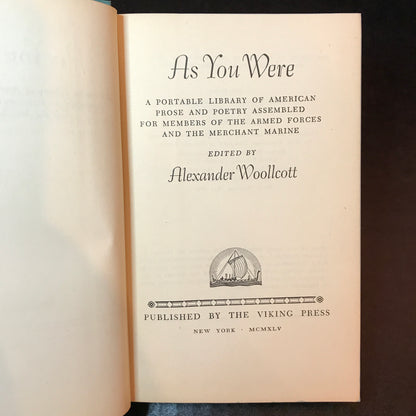 As You Were
A PORTABLE LIBRARY OF AMERICAN
PROSE AND POETRY ASSEMBLED
FOR MEMBERS OF THE ARMED FORCES
AND THE MERCHANT MARINE
EDITED BY
Alexander Woollcott
PUBLISHED BY THE VIKING PRESS
NEW YORK · MCMXLV